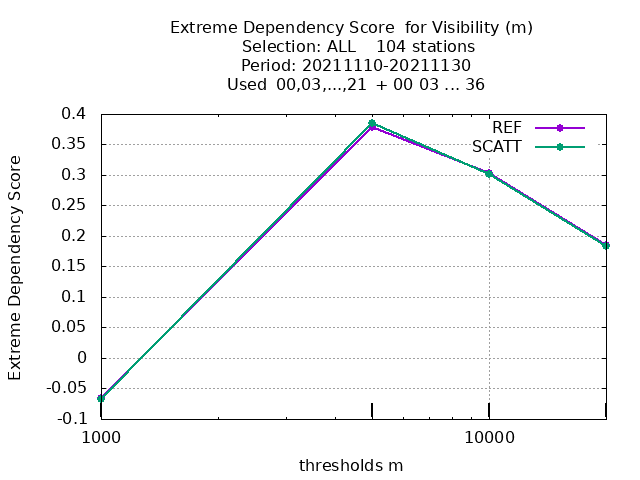 Extreme Dependency Score  for Visibility (m)
Selection: ALL    104 stations
Period: 20211110-20211130
Used  00,03,...,21  + 00 03 ... 36
REF
SCATT
Extreme Dependency Score
0.4
0.35
0.3
0.25
0.2
0.15
0.1
0.05
0
-0.05
-0.1
1000
10000
thresholds m